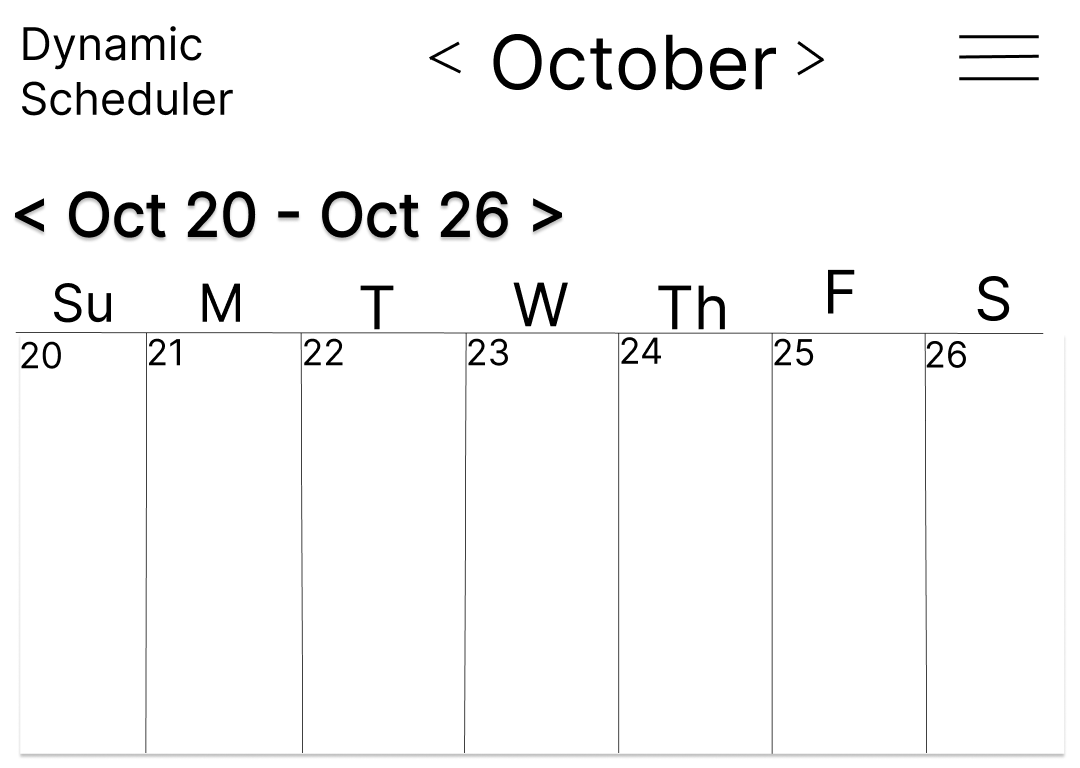 Dynamic
Scheduler
< October >
< Oct 20 - Oct 26 >
Su M T W Th F S
20 21 22 23 24 25 26